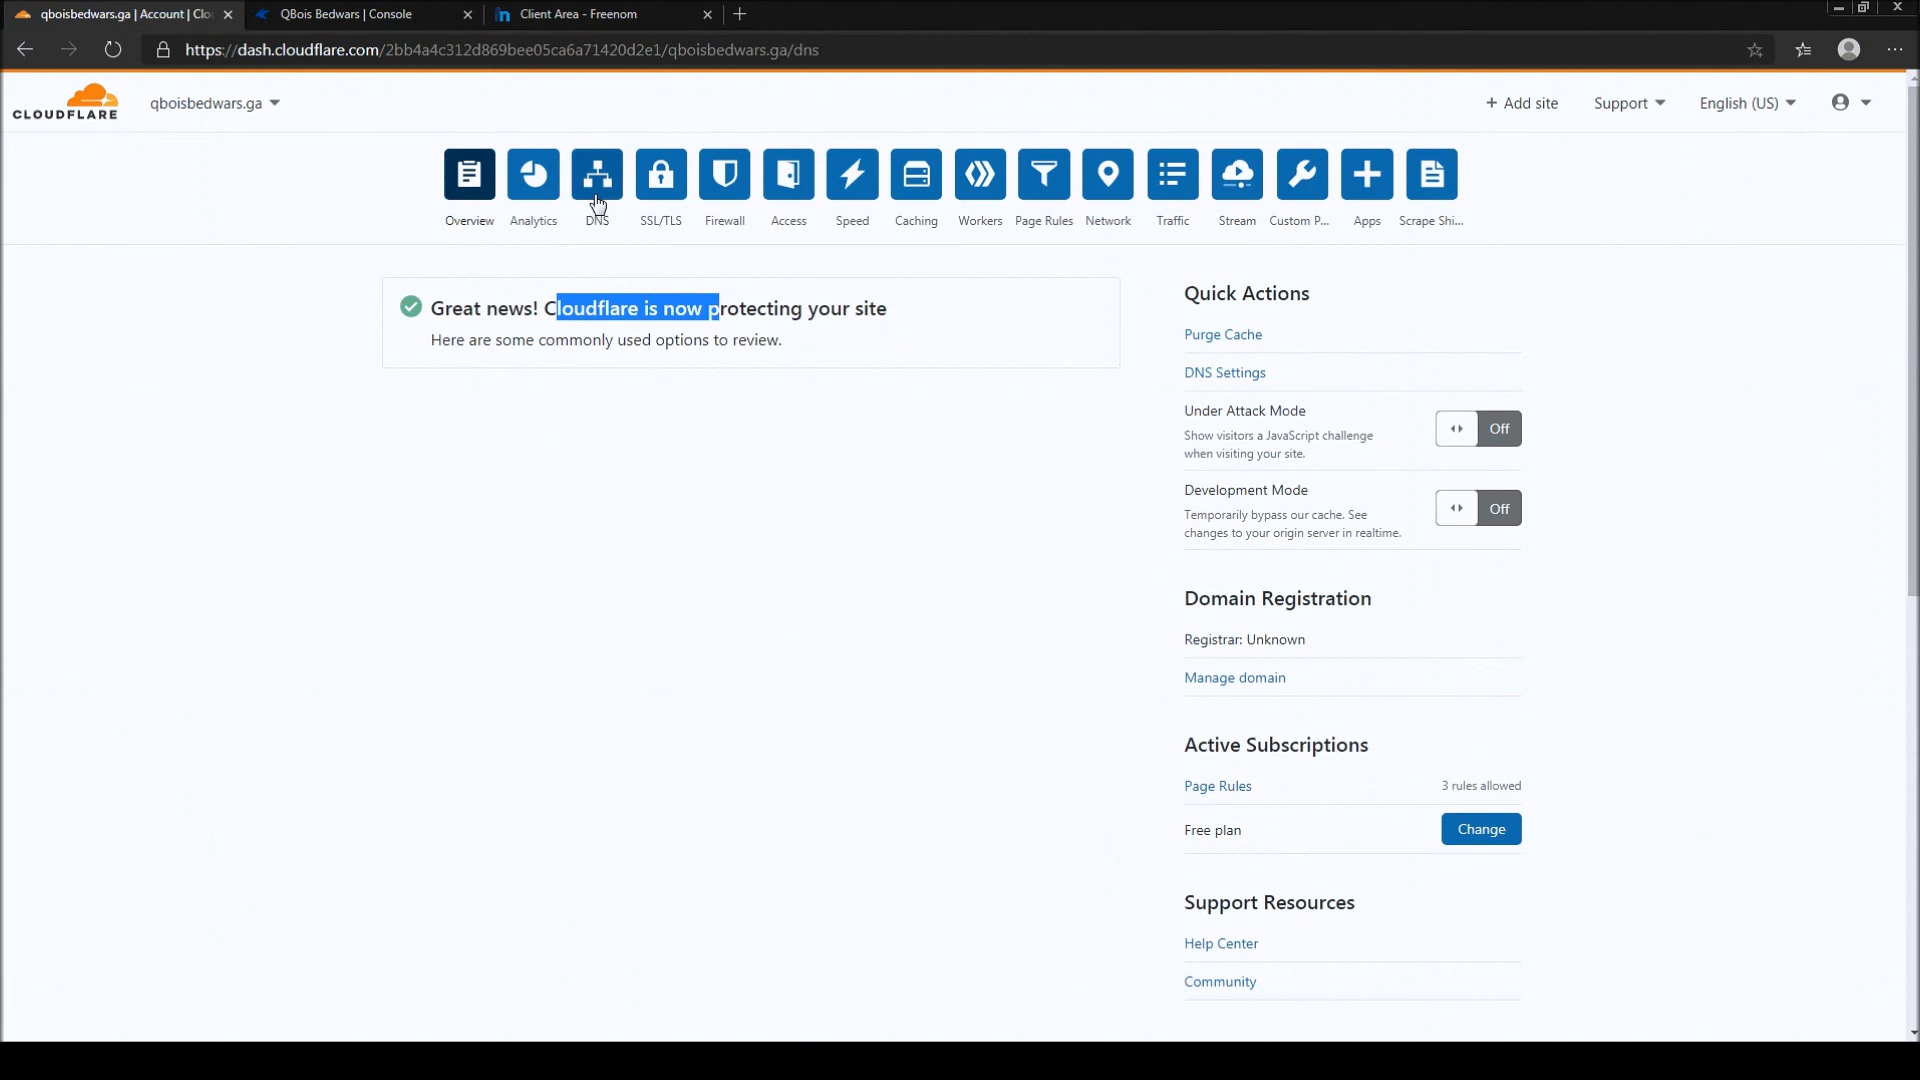 qboisbedwars.ga | Account | Clo
QBois Bedwars | Console
Client Area - Freenom
https://dash.cloudflare.com/2bb4a4c312d869bee05ca6a71420d2e1/qboisbedwars.ga/dns
CLOUDFLARE
qboisbedwars.ga
+ Add site
Support
English (US)
Overview
Analytics
DNS
SSL/TLS
Firewall
Access
Speed
Caching
Workers
Page Rules
Network
Traffic
Stream
Custom P...
Apps
Scrape Shi...
Great news! Cloudflare is now protecting your site
Here are some commonly used options to review.
Quick Actions
Purge Cache
DNS Settings
Under Attack Mode
Show visitors a JavaScript challenge
when visiting your site.
Off
Development Mode
Temporarily bypass our cache. See
changes to your origin server in realtime.
Off
Domain Registration
Registrar: Unknown
Manage domain
Active Subscriptions
Page Rules
3 rules allowed
Free plan
Change
Support Resources
Help Center
Community